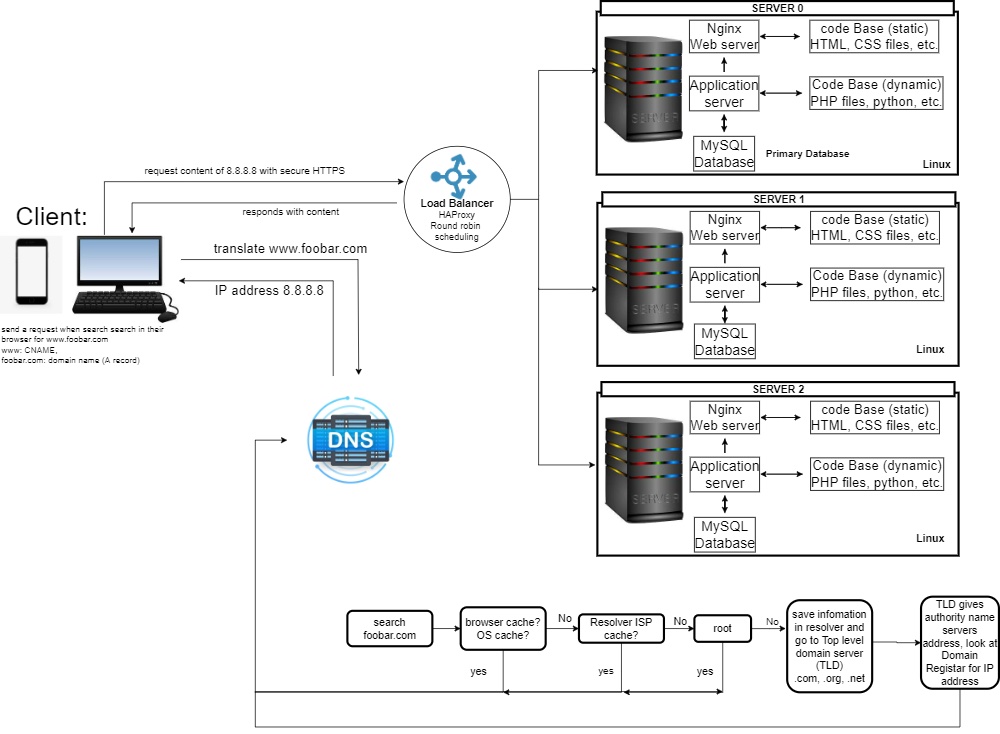 SERVER 0
Nginx
Web server
code Base (static)
HTML, CSS files, etc.
Application
server
Code Base (dynamic)
PHP files, python, etc.
SERVER
MySQL
Database
Primary Database
Linux
request content of 8.8.8.8 with secure HTTPS
responds with content
Load Balancer
HAProxy
Round robin
scheduling
Client:
translate www.foobar.com
IP address 8.8.8.8
send a request when search search in their
browser for www.foobar.com
www: CNAME,
foobar.com: domain name (A record)
SERVER 1
Nginx
Web server
code Base (static)
HTML, CSS files, etc.
Application
server
Code Base (dynamic)
PHP files, python, etc.
SERVER
MySQL
Database
Linux
DNS
SERVER 2
Nginx
Web server
code Base (static)
HTML, CSS files, etc.
Application
server
Code Base (dynamic)
PHP files, python, etc.
SERVER
MySQL
Database
Linux
search
foobar.com
browser cache?
OS cache?
No
Resolver ISP
cache?
No
root
No
save infomation
in resolver and
go to Top level
domain server
(TLD)
.com, .org, .net
TLD gives
authority name
servers
address, look at
Domain
Registar for IP
address
yes
yes
yes